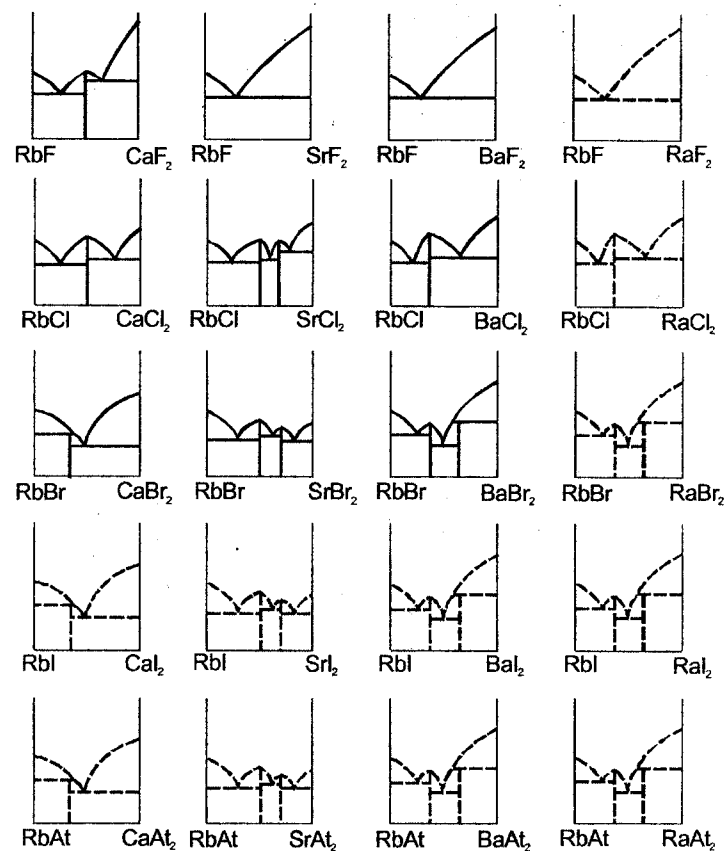 RbF CaF₂ RbF SrF₂ RbF BaF₂ RbF RaF₂
RbCl CaCl₂ RbCl SrCl₂ RbCl BaCl₂ RbCl RaCl₂
RbBr CaBr₂ RbBr SrBr₂ RbBr BaBr₂ RbBr RaBr₂
RbI CaI₂ RbI SrI₂ RbI BaI₂ RbI RaI₂
RbAt CaAt₂ RbAt SrAt₂ RbAt BaAt₂ RbAt RaAt₂